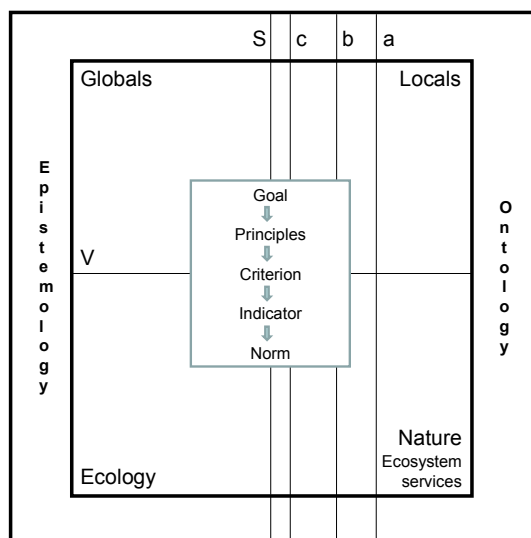 S c b a
Globals
Locals
Epistemology
Ontology
Goal
Principles
V
Criterion
Indicator
Norm
Nature
Ecology
Ecosystem
services